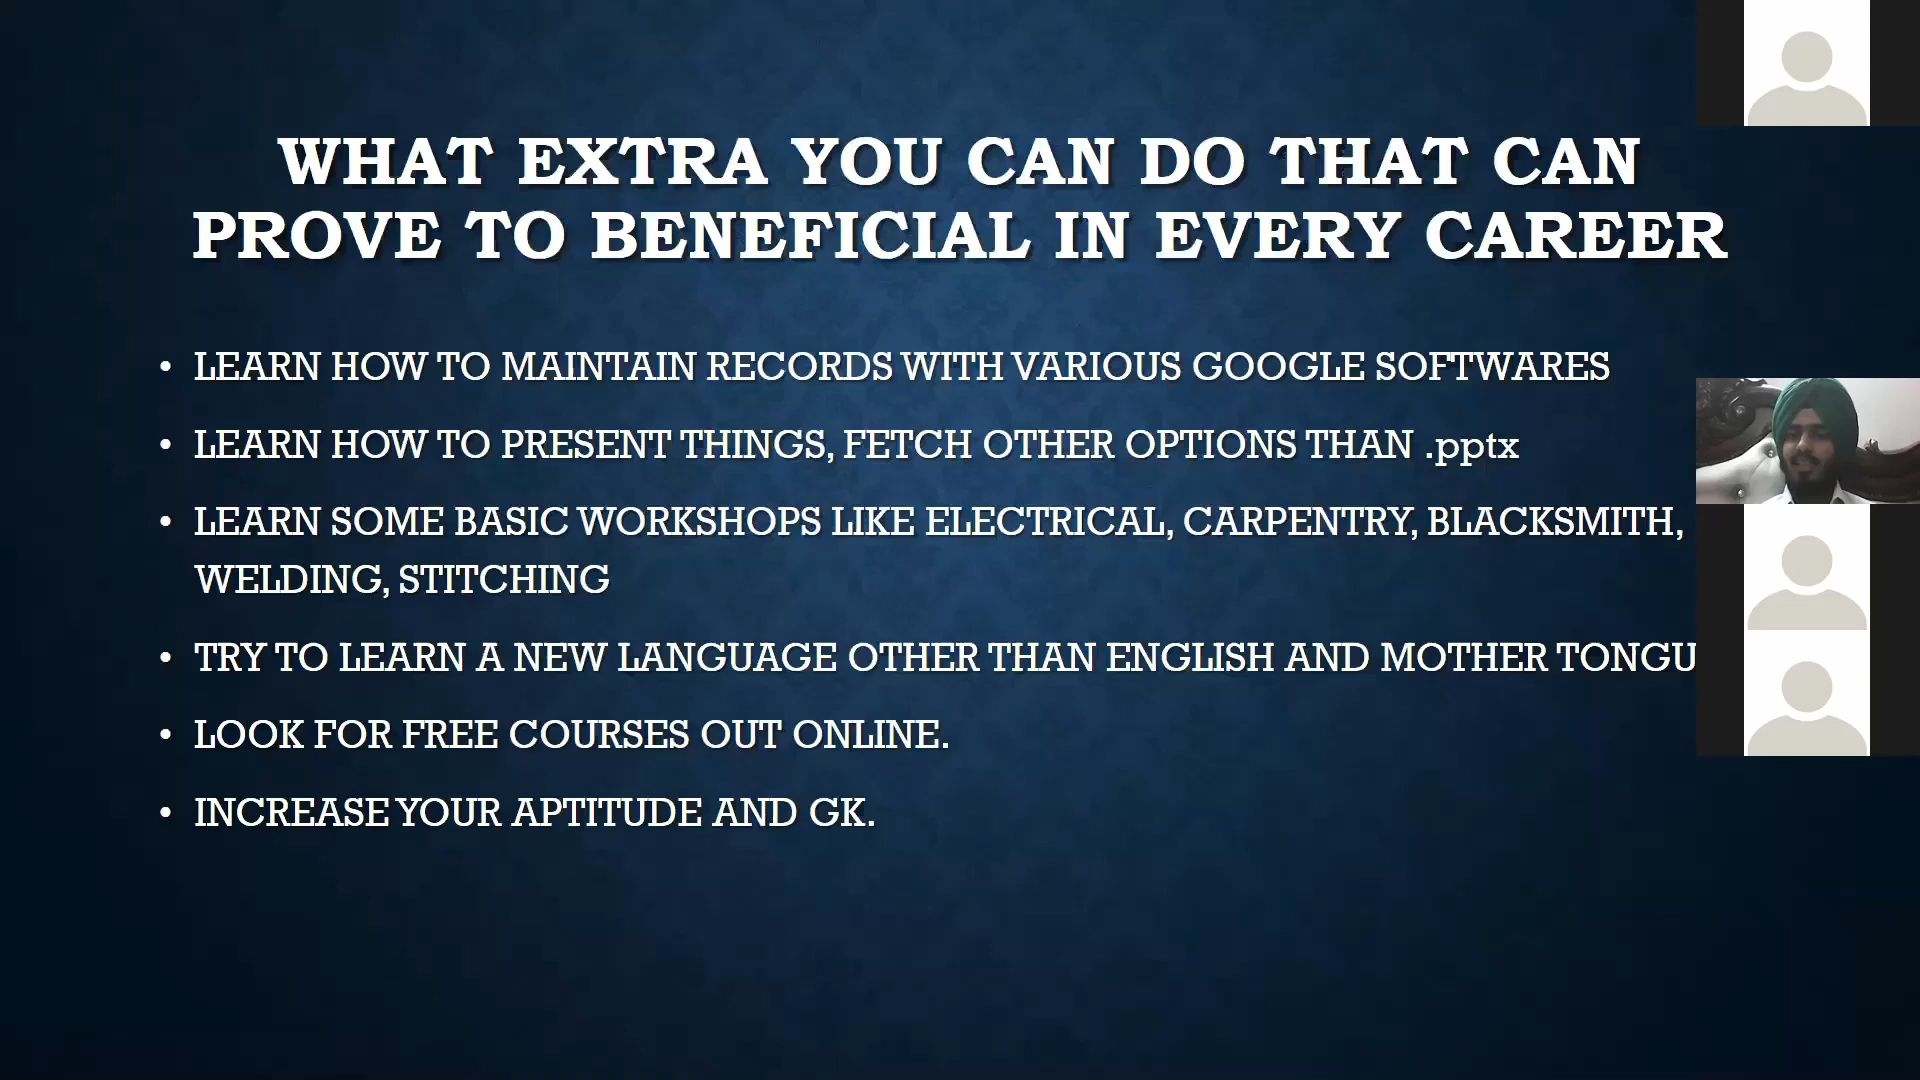 WHAT EXTRA YOU CAN DO THAT CAN
PROVE TO BENEFICIAL IN EVERY CAREER
• LEARN HOW TO MAINTAIN RECORDS WITH VARIOUS GOOGLE SOFTWARES
• LEARN HOW TO PRESENT THINGS, FETCH OTHER OPTIONS THAN .pptx
• LEARN SOME BASIC WORKSHOPS LIKE ELECTRICAL, CARPENTRY, BLACKSMITH,
WELDING, STITCHING
• TRY TO LEARN A NEW LANGUAGE OTHER THAN ENGLISH AND MOTHER TONGU
• LOOK FOR FREE COURSES OUT ONLINE.
• INCREASE YOUR APTITUDE AND GK.